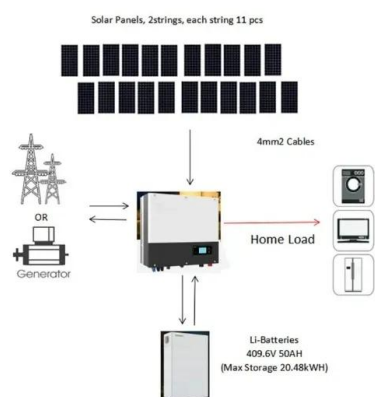 Solar Panels, 2strings, each string 11 pcs
4mm2 Cables
OR
Generator
Home Load
Li-Batteries
409.6V 50AH
(Max Storage 20.48kWH)